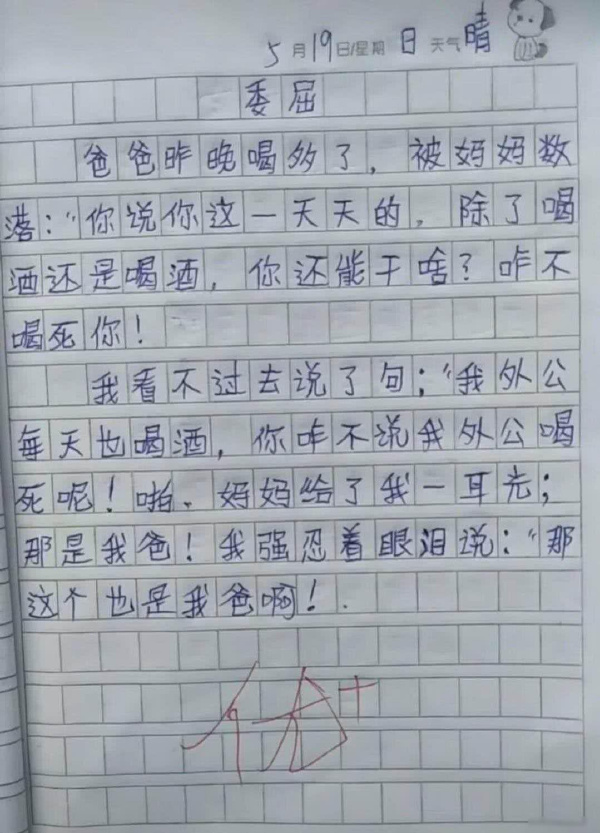 5月19日/星期日 天气晴
委屈
爸爸昨晚喝多了，被妈妈数
落："你说你这一天天的，除了喝
酒还是喝酒，你还能干啥？咋不
喝死你！
我看不过去说了句："我外公
每天也喝酒，你咋不说我外公喝
死呢！啪、妈妈给了我一耳光；
那是我爸！我强忍着眼泪说："那
这个也是我爸啊！.
优+